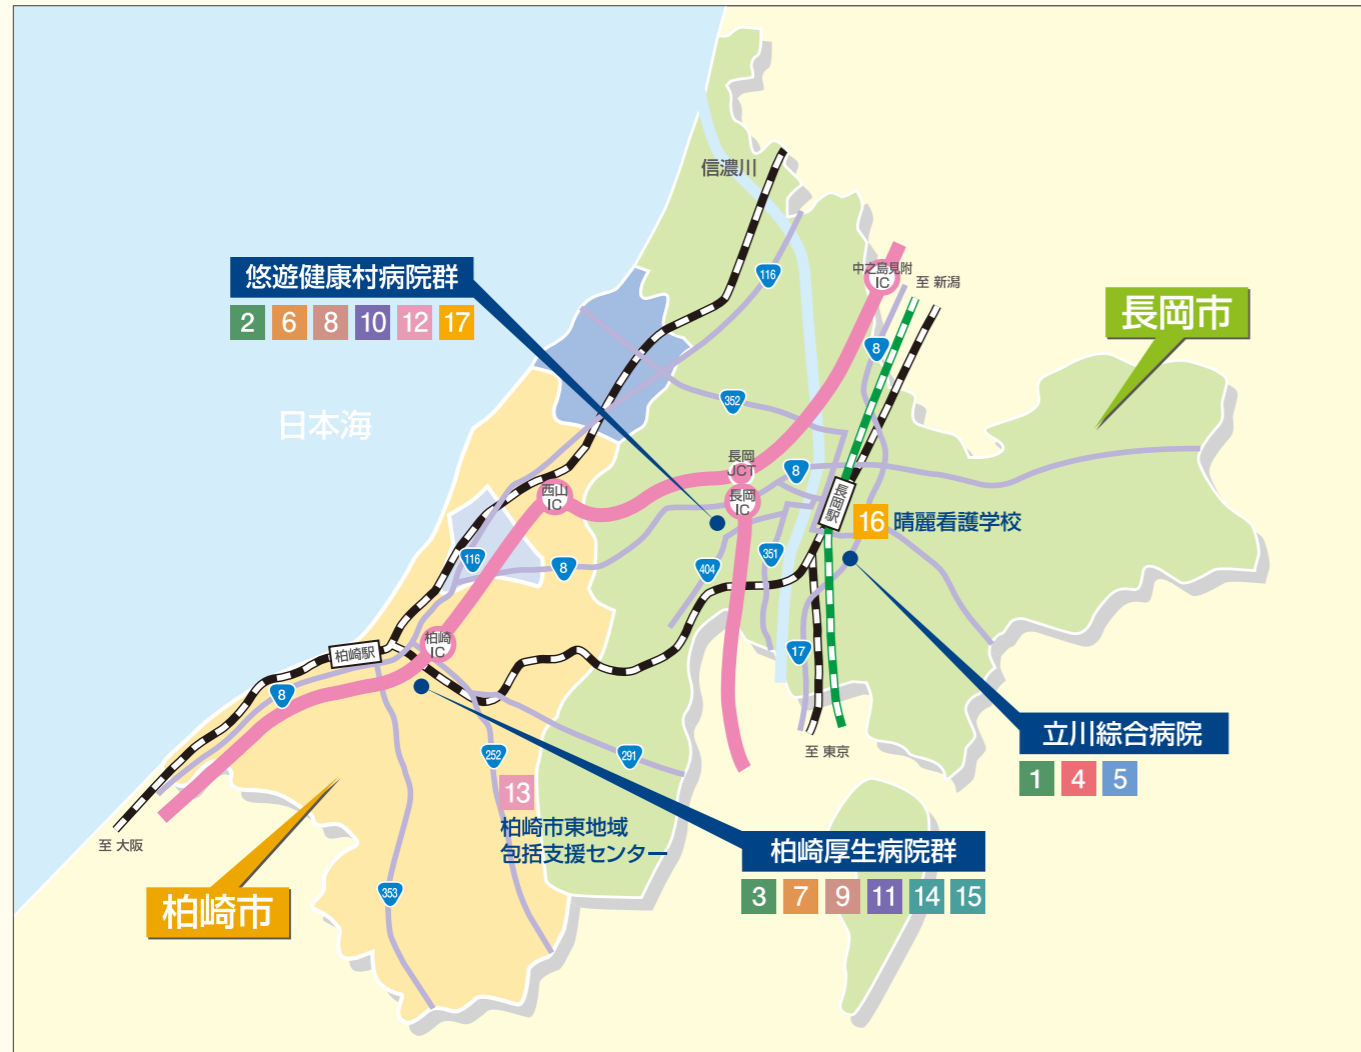 信濃川
116
中之島見附
IC
至 新潟
悠遊健康村病院群
2 6 8 10 12 17
長岡市
8
352
日本海
長岡
JCT
8
西山
IC
長岡
IC
長岡駅
16 晴麗看護学校
116
8
404
351
柏崎駅
柏崎
IC
17
8
252
291
至 東京
立川綜合病院
1 4 5
13
柏崎市東地域
包括支援センター
至 大阪
柏崎厚生病院群
3 7 9 11 14 15
353
柏崎市